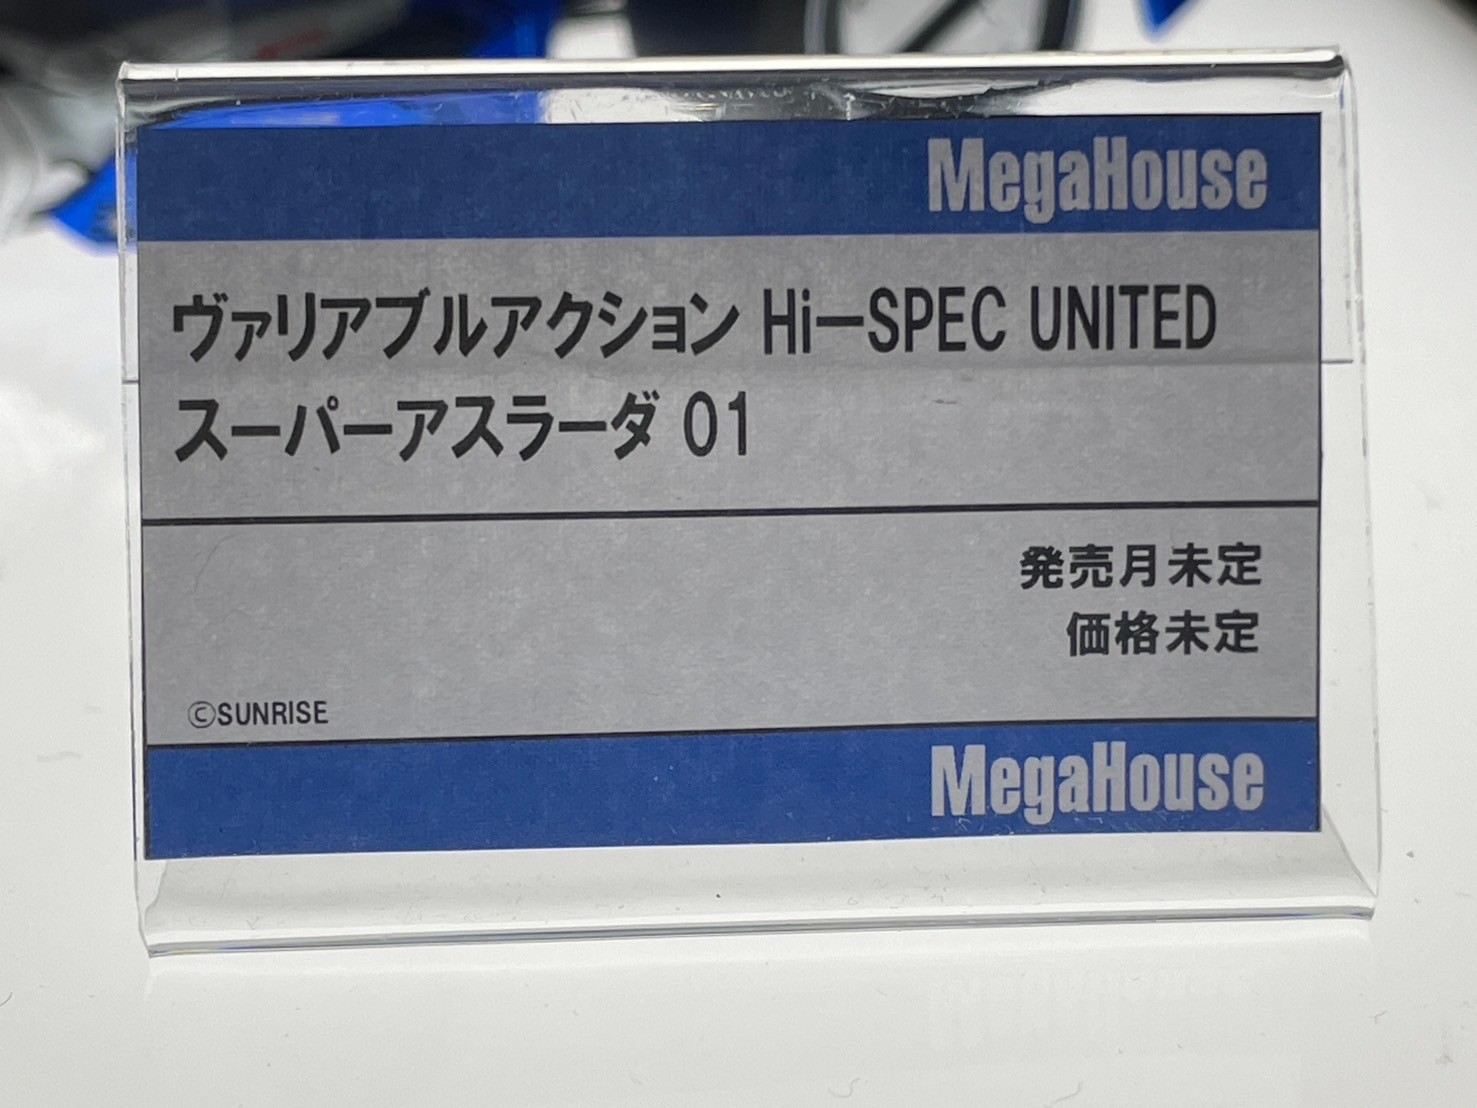 MegaHouse
ヴァリアブルアクション Hi-SPEC UNITED
スーパーアスラーダ 01
発売月未定
価格未定
©SUNRISE
MegaHouse